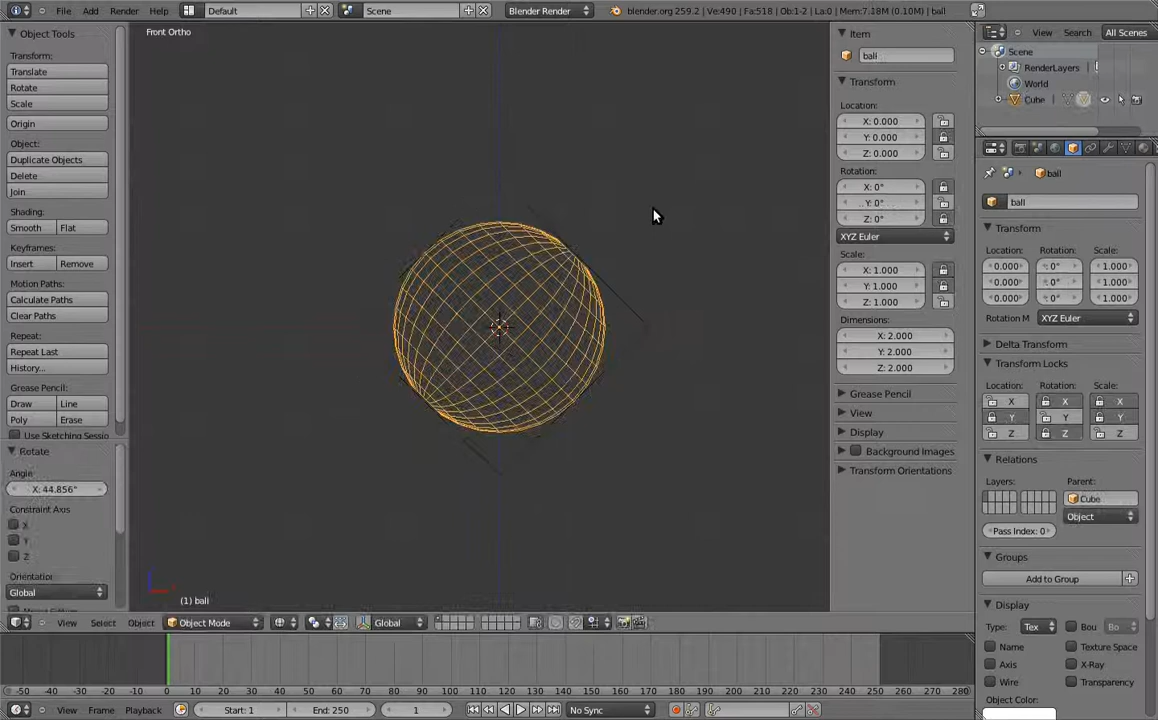 File Add Render Help Default Scene Blender Render blender.org 259.2 | Ve:490 | Fa:518 | Ob:1-2 | La:0 | Mem:7.18M (0.10M) | ball
Object Tools
Transform:
Translate
Rotate
Scale
Origin
Object:
Duplicate Objects
Delete
Join
Shading:
Smooth Flat
Keyframes:
Insert Remove
Motion Paths:
Calculate Paths
Clear Paths
Repeat:
Repeat Last
History...
Grease Pencil:
Draw Line
Poly Erase
Use Sketching Sessio
Rotate
Angle
X: 44.856°
Constraint Axis
X
Y
Z
Orientation
Global
Front Ortho
(1) ball
Item
ball
Transform
Location:
X: 0.000
Y: 0.000
Z: 0.000
Rotation:
X: 0°
Y: 0°
Z: 0°
XYZ Euler
Scale:
X: 1.000
Y: 1.000
Z: 1.000
Dimensions:
X: 2.000
Y: 2.000
Z: 2.000
Grease Pencil
View
Display
Background Images
Transform Orientations
View Search All Scenes
Scene
RenderLayers
World
Cube
ball
ball
Transform
Location: Rotation: Scale:
0.000 0° 1.000
0.000 0° 1.000
0.000 0° 1.000
Rotation M XYZ Euler
Delta Transform
Transform Locks
Location: Rotation: Scale:
X X X
Y Y Y
Z Z Z
Relations
Layers: Parent:
Cube
Object
Pass Index: 0
Groups
Add to Group
Display
Type: Tex Bou Bo
Name Texture Space
Axis X-Ray
Wire Transparency
Object Color:
View Select Object Object Mode Global
-50 -40 -30 -20 -10 0 10 20 30 40 50 60 70 80 90 100 110 120 130 140 150 160 170 180 190 200 210 220 230 240 250 260 270 280
View Frame Playback Start: 1 End: 250 1 No Sync